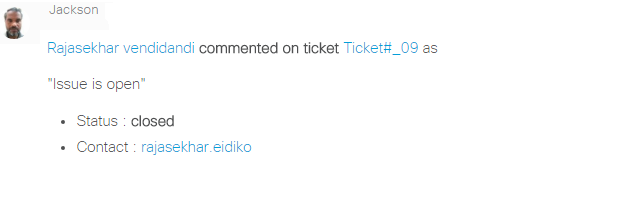 Jackson
Rajasekhar vendidandi commented on ticket Ticket#_09 as
"Issue is open"
• Status : closed
• Contact : rajasekhar.eidiko